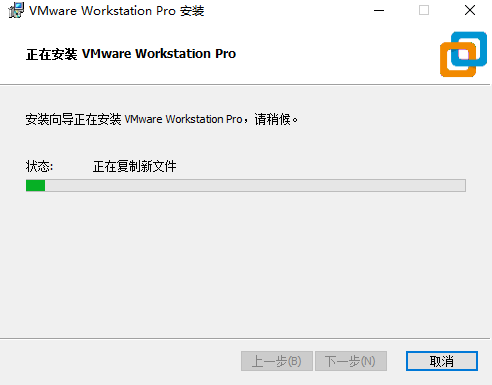 VMware Workstation Pro 安装
正在安装 VMware Workstation Pro
安装向导正在安装 VMware Workstation Pro，请稍候。
状态: 正在复制新文件
上一步(B) 下一步(N) 取消